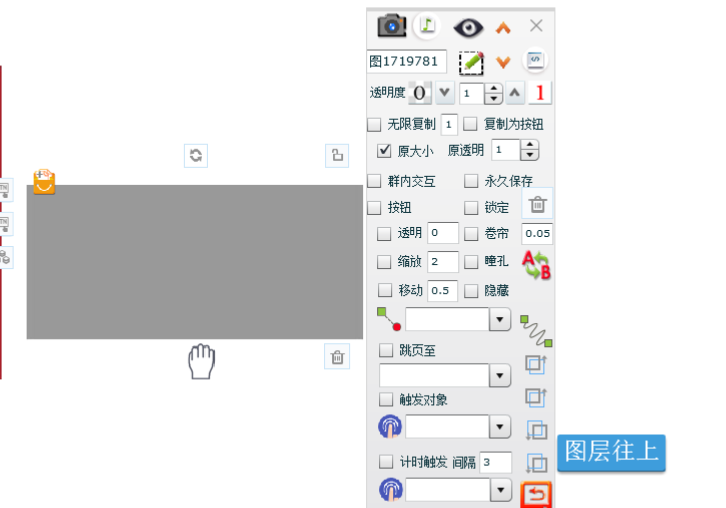 图1719781
透明度 0 1 1
无限复制 1 复制为按钮
原大小 原透明 1
群内交互 永久保存
按钮 锁定
透明 0 卷帘 0.05
缩放 2 瞳孔 A B
移动 0.5 隐藏
跳页至
触发对象
图层往上
计时触发 间隔 3